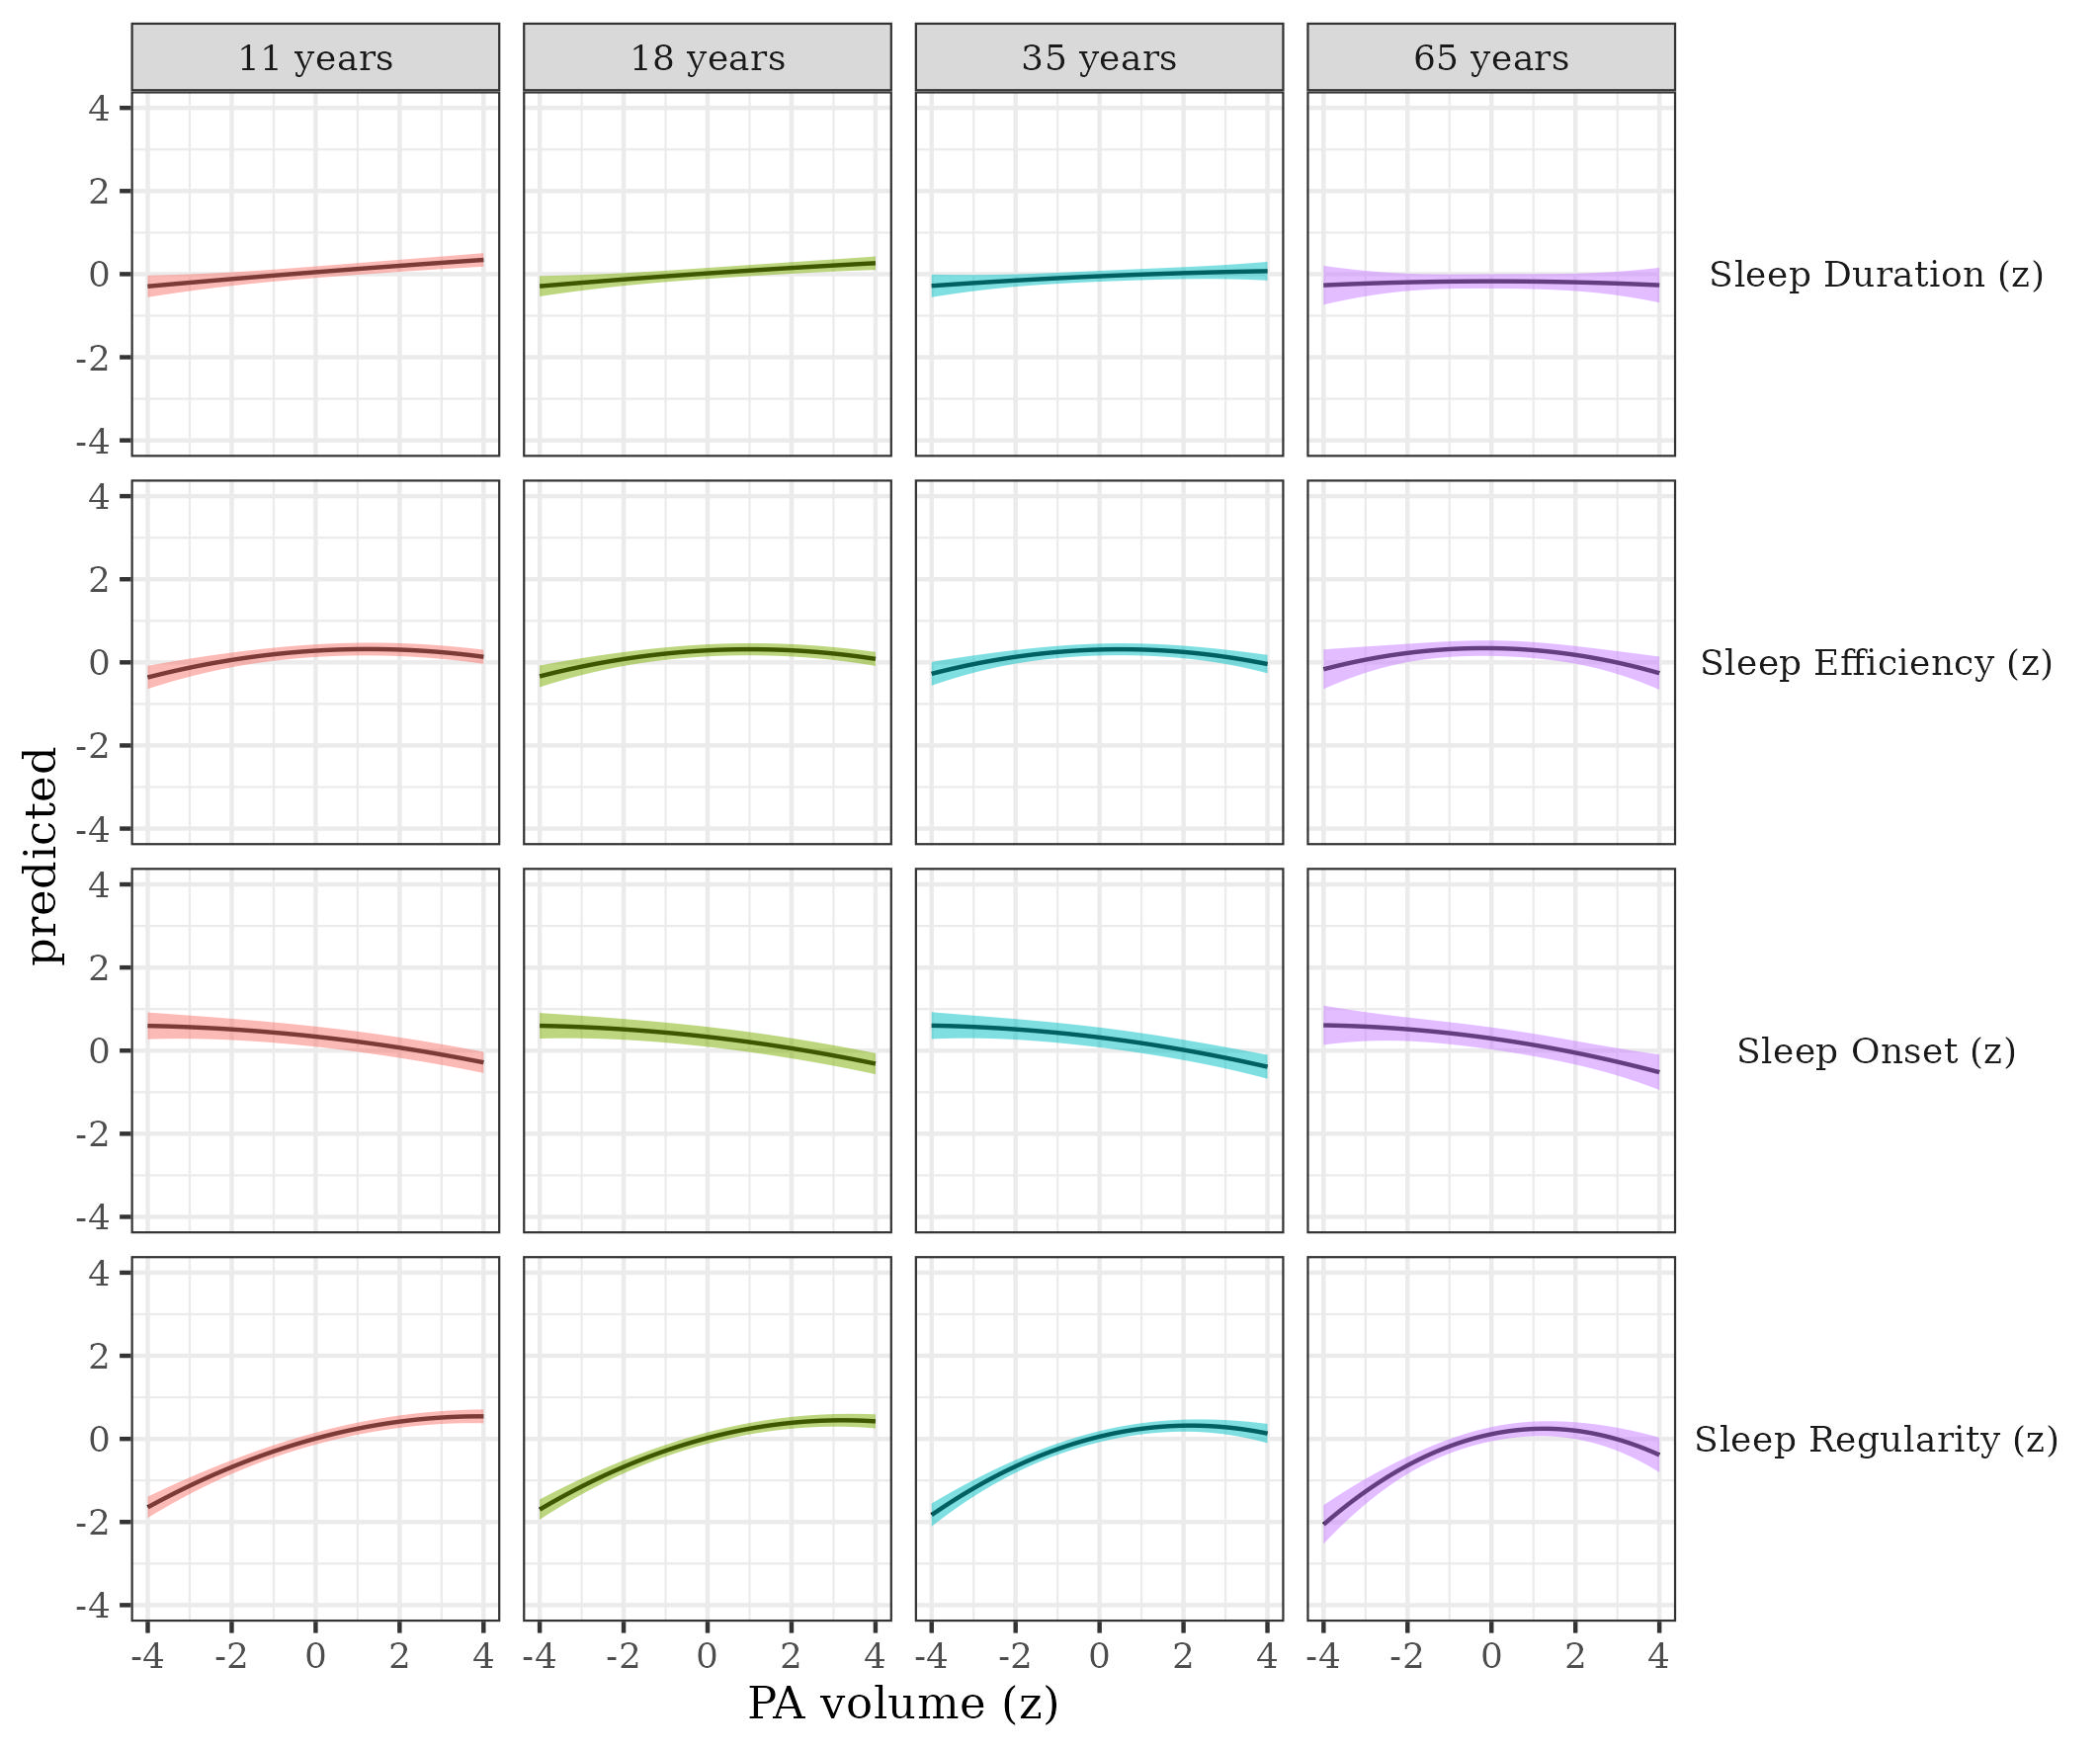 11 years 18 years 35 years 65 years
4
2
0
-2
-4
Sleep Duration (z)
4
2
0
-2
-4
Sleep Efficiency (z)
predicted
4
2
0
-2
-4
Sleep Onset (z)
4
2
0
-2
-4
Sleep Regularity (z)
-4 -2 0 2 4 -4 -2 0 2 4 -4 -2 0 2 4 -4 -2 0 2 4
PA volume (z)